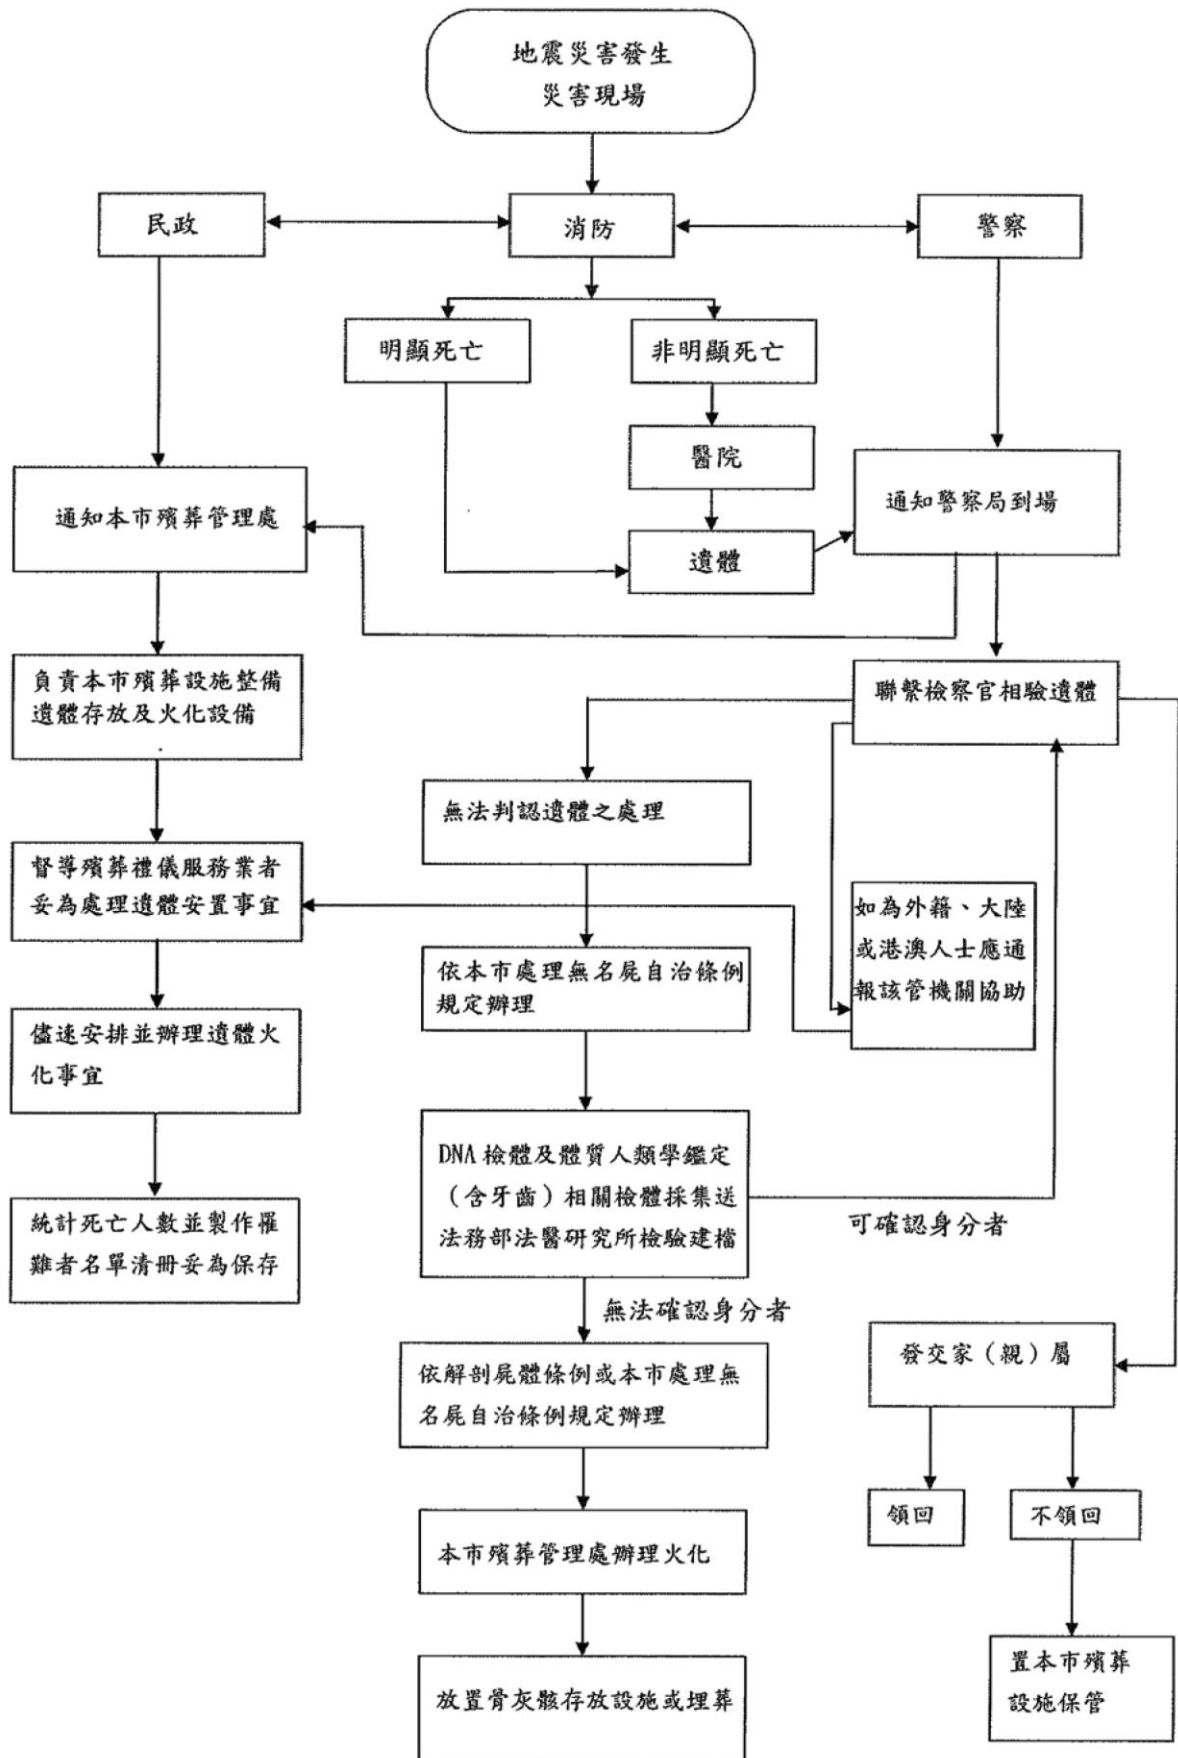 地震災害發生
災害現場
民政
消防
警察
明顯死亡
非明顯死亡
醫院
通知本市殯葬管理處
通知警察局到場
遺體
負責本市殯葬設施整備
遺體存放及火化設備
聯繫檢察官相驗遺體
無法判認遺體之處理
督導殯葬禮儀服務業者
妥為處理遺體安置事宜
如為外籍、大陸
或港澳人士應通
報該管機關協助
依本市處理無名屍自治條例
規定辦理
儘速安排並辦理遺體火
化事宜
DNA 檢體及體質人類學鑑定
（含牙齒）相關檢體採集送
法務部法醫研究所檢驗建檔
可確認身分者
統計死亡人數並製作罹
難者名單清冊妥為保存
無法確認身分者
發交家（親）屬
依解剖屍體條例或本市處理無
名屍自治條例規定辦理
領回
不領回
本市殯葬管理處辦理火化
放置骨灰骸存放設施或埋葬
置本市殯葬
設施保管